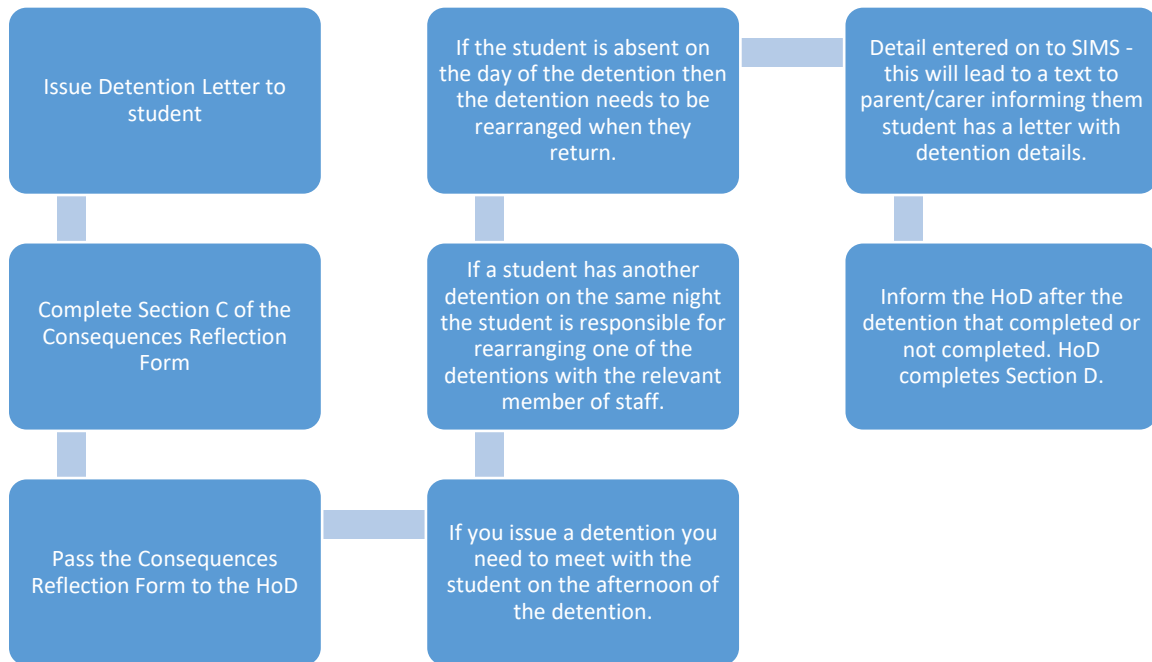 Issue Detention Letter to
student
Complete Section C of the
Consequences Reflection
Form
Pass the Consequences
Reflection Form to the HoD
If you issue a detention you
need to meet with the
student on the afternoon of
the detention.
If a student has another
detention on the same night
the student is responsible for
rearranging one of the
detentions with the relevant
member of staff.
If the student is absent on
the day of the detention then
the detention needs to be
rearranged when they
return.
Detail entered on to SIMS -
this will lead to a text to
parent/carer informing them
student has a letter with
detention details.
Inform the HoD after the
detention that completed or
not completed. HoD
completes Section D.